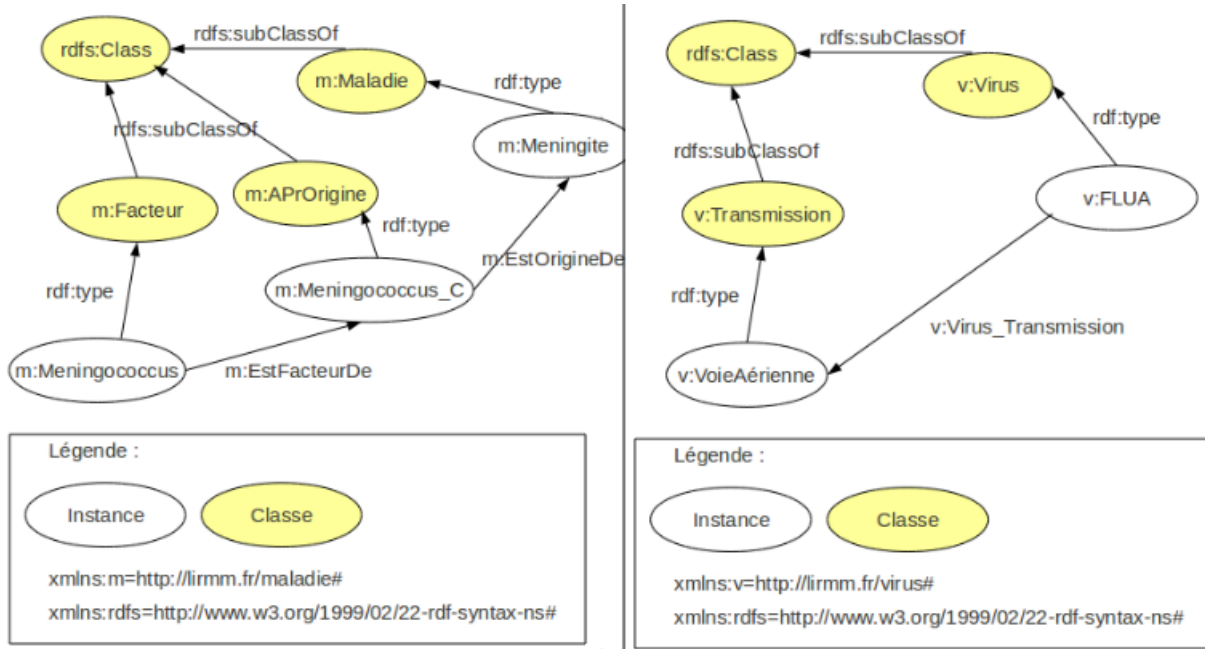 rdfs:Class
rdfs:subClassOf
m:Maladie
rdf:type
m:Meningite
rdfs:subClassOf
m:Facteur
m:APrOrigine
rdf:type
m:EstOrigineDe
rdf:type
m:Meningococcus_C
m:Meningococcus
m:EstFacteurDe
Légende :
Instance
Classe
xmlns:m=http://lirmm.fr/maladie#
xmlns:rdfs=http://www.w3.org/1999/02/22-rdf-syntax-ns#
rdfs:Class
rdfs:subClassOf
v:Virus
rdf:type
rdfs:subClassOf
v:FLUA
v:Transmission
rdf:type
v:Virus_Transmission
v:VoieAérienne
Légende :
Instance
Classe
xmlns:v=http://lirmm.fr/virus#
xmlns:rdfs=http://www.w3.org/1999/02/22-rdf-syntax-ns#